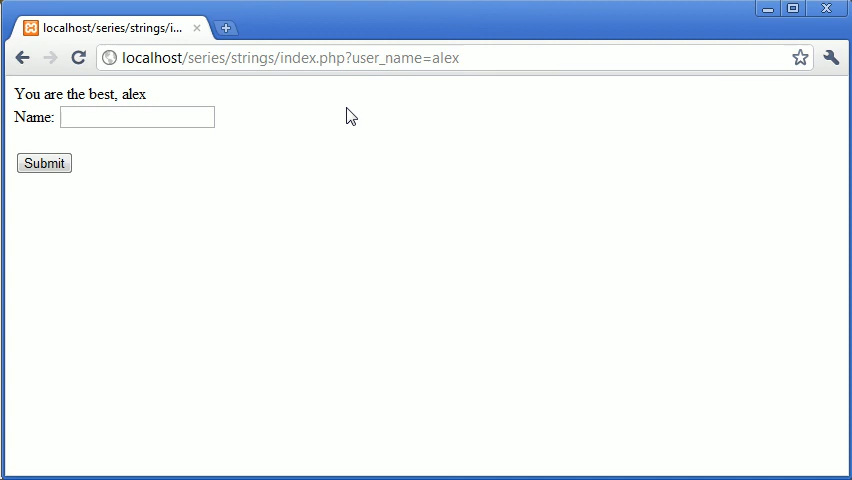 localhost/series/strings/i...
localhost/series/strings/index.php?user_name=alex
You are the best, alex
Name:
Submit